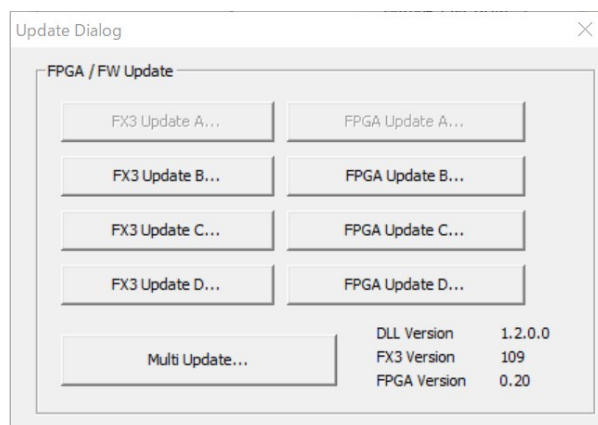 Update Dialog
FPGA / FW Update
FX3 Update A... FPGA Update A...
FX3 Update B... FPGA Update B...
FX3 Update C... FPGA Update C...
FX3 Update D... FPGA Update D...
Multi Update...
DLL Version 1.2.0.0
FX3 Version 109
FPGA Version 0.20